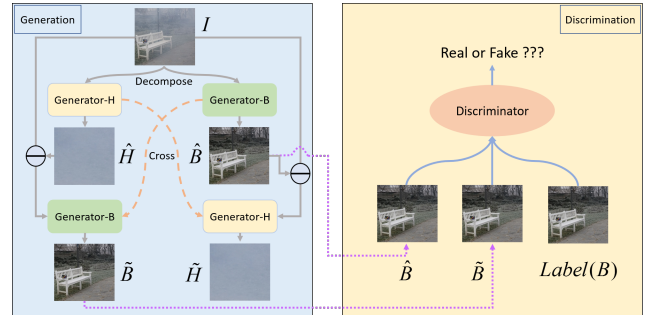 Generation
I
Decompose
Generator-H
Generator-B
Ĥ
Cross
B̂
Generator-B
Generator-H
B̃
H̃
Discrimination
Real or Fake ???
Discriminator
B̂
B̃
Label(B)